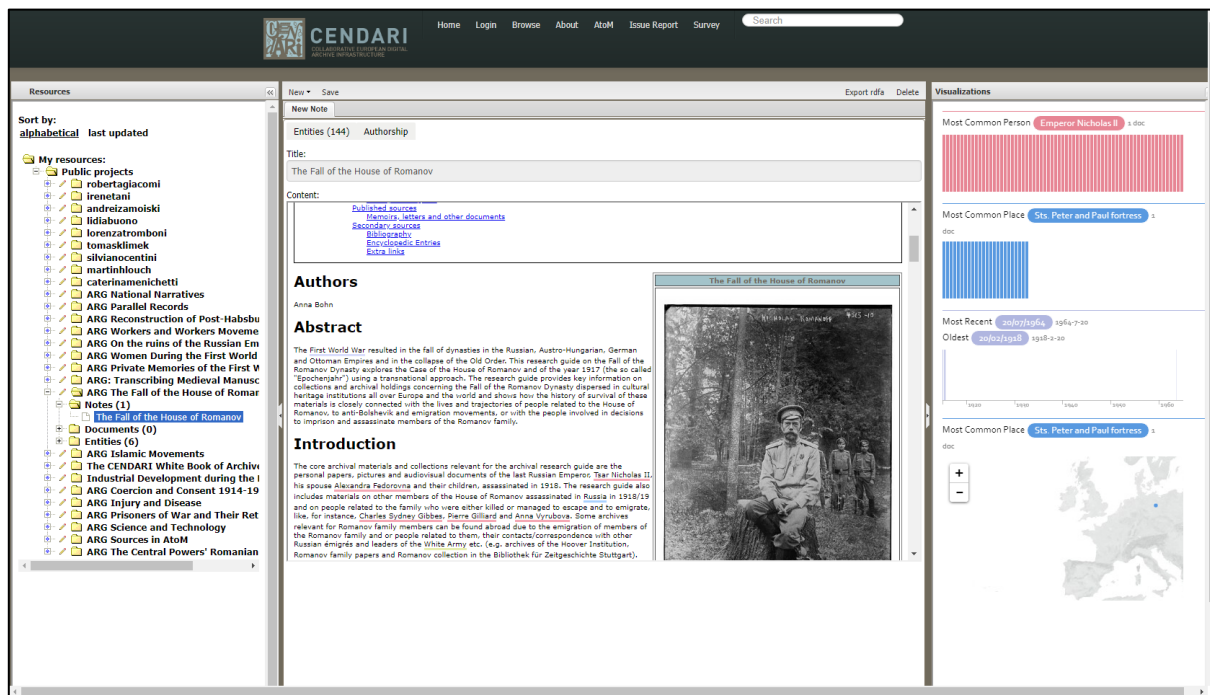 CENDARI
COLLABORATIVE EUROPEAN DIGITAL
ARCHIVE INFRASTRUCTURE
Home Login Browse About AtoM Issue Report Survey
Search
Resources
Sort by:
alphabetical last updated
My resources:
Public projects
robertagiacomi
irenetani
andreizamoiski
lidiabuono
lorenzatromboni
tomasklimek
silvianocentini
martinhlouch
caterinamenichetti
ARG National Narratives
ARG Parallel Records
ARG Reconstruction of Post-Habsbu
ARG Workers and Workers Moveme
ARG On the ruins of the Russian Em
ARG Women During the First World
ARG Private Memories of the First W
ARG: Transcribing Medieval Manusc
ARG The Fall of the House of Romar
Notes (1)
The Fall of the House of Romanov
Documents (0)
Entities (6)
ARG Islamic Movements
The CENDARI White Book of Archive
Industrial Development during the I
ARG Coercion and Consent 1914-19
ARG Injury and Disease
ARG Prisoners of War and Their Ret
ARG Science and Technology
ARG Sources in AtoM
ARG The Central Powers' Romanian
New Save Export rdfa Delete
New Note
Entities (144) Authorship
Title:
The Fall of the House of Romanov
Content:
Published sources
Memoirs, letters and other documents
Secondary sources
Bibliography
Encyclopedic Entries
Extra links
Authors
Anna Bohn
Abstract
The First World War resulted in the fall of dynasties in the Russian, Austro-Hungarian, German
and Ottoman Empires and in the collapse of the Old Order. This research guide on the Fall of the
Romanov Dynasty explores the Case of the House of Romanov and of the year 1917 (the so called
"Epochenjahr") using a transnational approach. The research guide provides key information on
collections and archival holdings concerning the Fall of the Romanov Dynasty dispersed in cultural
heritage institutions all over Europe and the world and shows how the history of survival of these
materials is closely connected with the lives and trajectories of people related to the House of
Romanov, to anti-Bolshevik and emigration movements, or with the people involved in decisions
to imprison and assassinate members of the Romanov family.
Introduction
The core archival materials and collections relevant for the archival research guide are the
personal papers, pictures and audiovisual documents of the last Russian Emperor, Tsar Nicholas II,
his spouse Alexandra Fedorovna and their children, assassinated in 1918. The research guide also
includes materials on other members of the House of Romanov assassinated in Russia in 1918/19
and on people related to the family who were either killed or managed to escape and to emigrate,
like, for instance, Charles Sydney Gibbes, Pierre Gilliard and Anna Vyrubova. Some archives
relevant for Romanov family members can be found abroad due to the emigration of members of
the Romanov family and or people related to them, their contacts/correspondence with other
Russian émigrés and leaders of the White Army etc. (e.g. archives of the Hoover Institution,
Romanov family papers and Romanov collection in the Bibliothek für Zeitgeschichte Stuttgart).
The Fall of the House of Romanov
NICHOLAS ROMANOFF
Visualizations
Most Common Person Emperor Nicholas II 1 doc
Most Common Place Sts. Peter and Paul fortress 1
doc
Most Recent 20/07/1964 1964-7-20
Oldest 20/02/1918 1918-2-20
1920 1930 1940 1950 1960
Most Common Place Sts. Peter and Paul fortress 1
doc
+
−